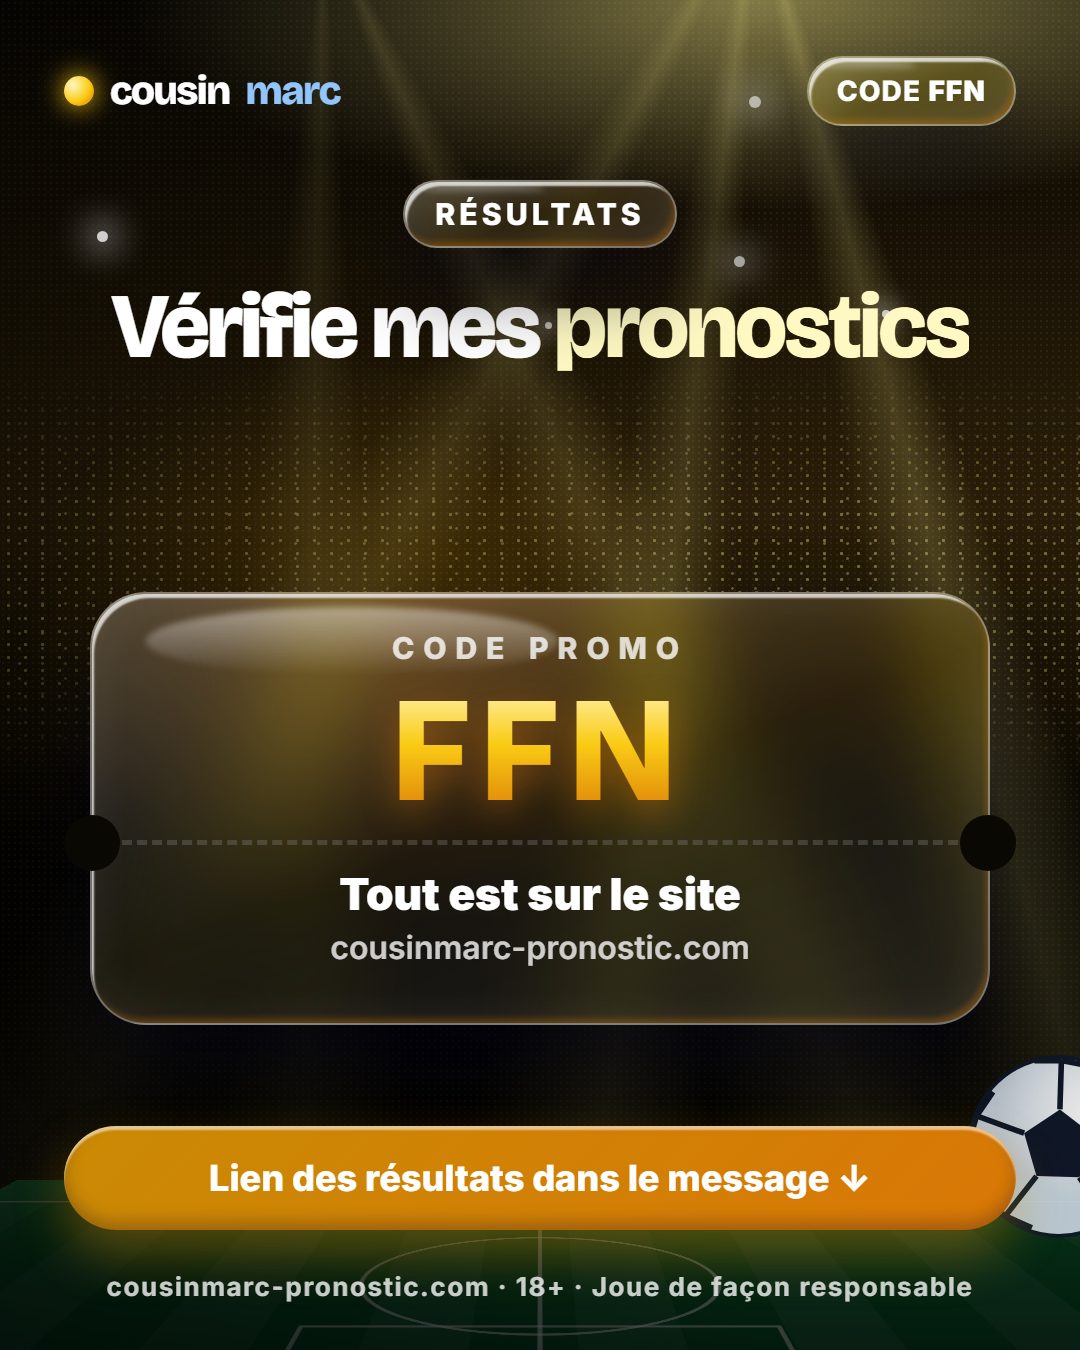 cousin marc
CODE FFN
RÉSULTATS
Vérifie mes pronostics
CODE PROMO
FFN
Tout est sur le site
cousinmarc-pronostic.com
Lien des résultats dans le message ↓
cousinmarc-pronostic.com · 18+ · Joue de façon responsable